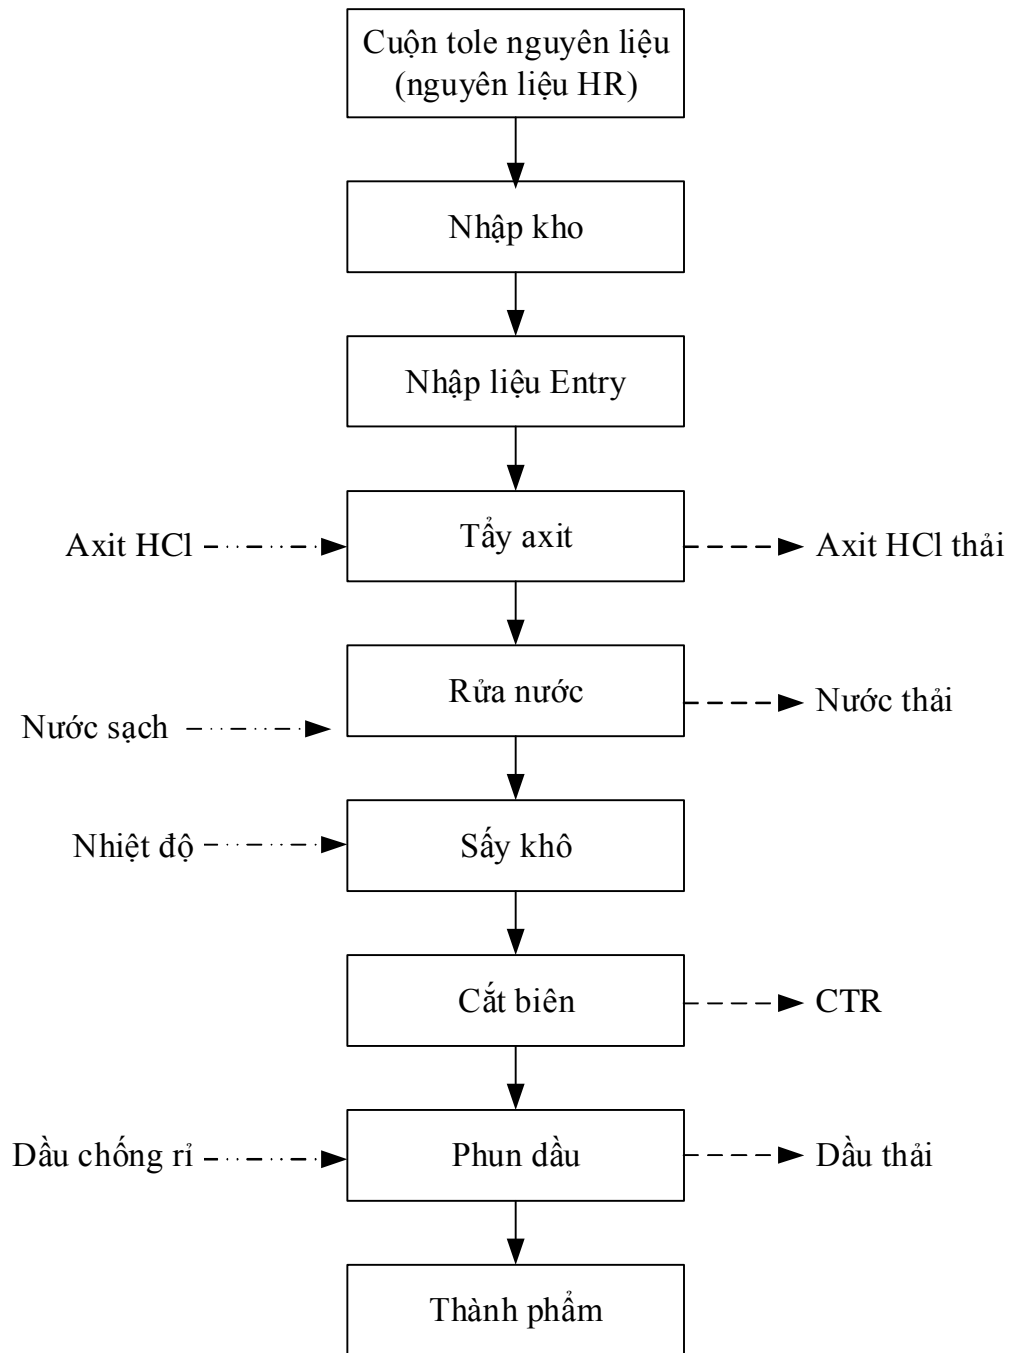 Cuộn tole nguyên liệu
(nguyên liệu HR)
Nhập kho
Nhập liệu Entry
Axit HCl
Tẩy axit
Axit HCl thải
Rửa nước
Nước thải
Nước sạch
Nhiệt độ
Sấy khô
Cắt biên
CTR
Dầu chống rỉ
Phun dầu
Dầu thải
Thành phẩm